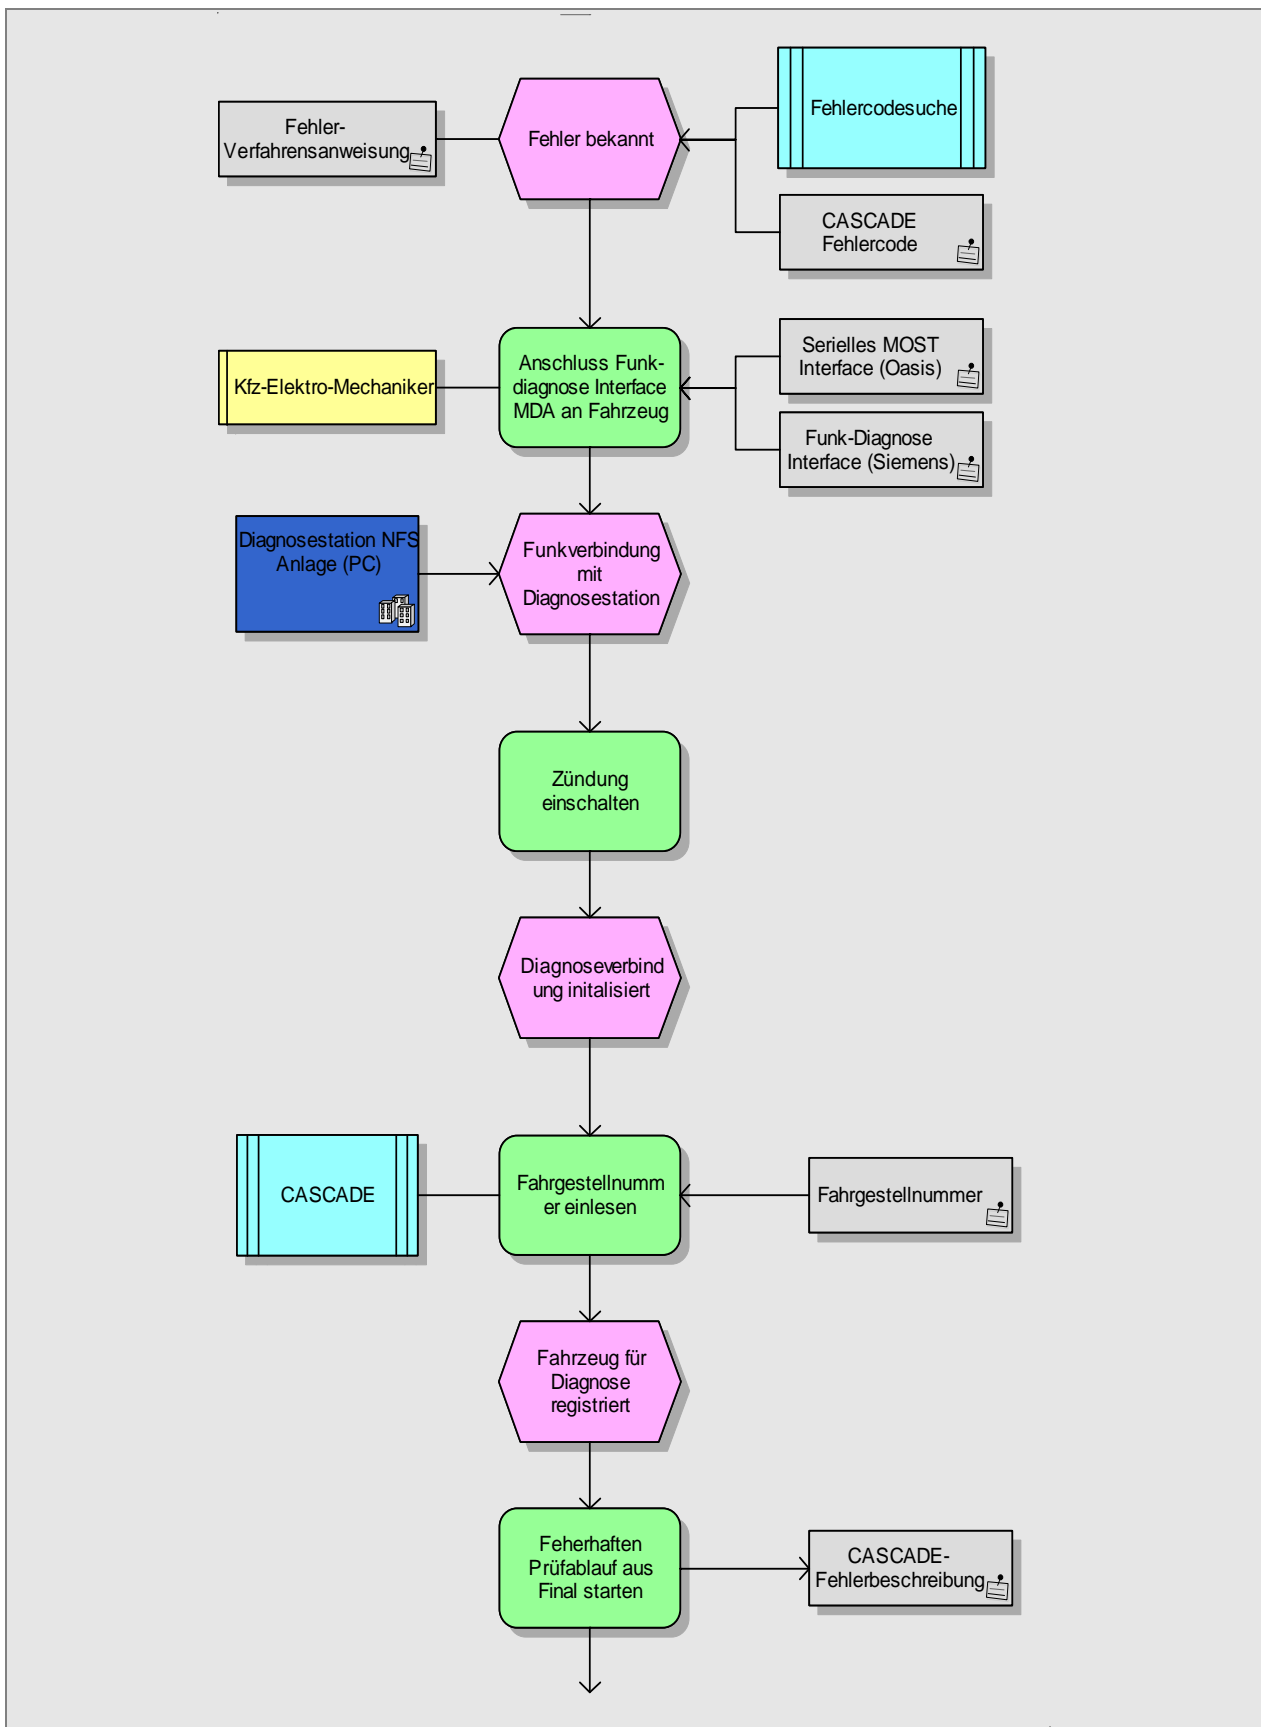 Fehler-
Verfahrensanweisung
Fehler bekannt
Fehlercodesuche
CASCADE
Fehlercode
Kfz-Elektro-Mechaniker
Anschluss Funk-
diagnose Interface
MDA an Fahrzeug
Serielles MOST
Interface (Oasis)
Funk-Diagnose
Interface (Siemens)
Diagnosestation NFS
Anlage (PC)
Funkverbindung
mit
Diagnosestation
Zündung
einschalten
Diagnoseverbind
ung initalisiert
CASCADE
Fahrgestellnumm
er einlesen
Fahrgestellnummer
Fahrzeug für
Diagnose
registriert
Feherhaften
Prüfablauf aus
Final starten
CASCADE-
Fehlerbeschreibung